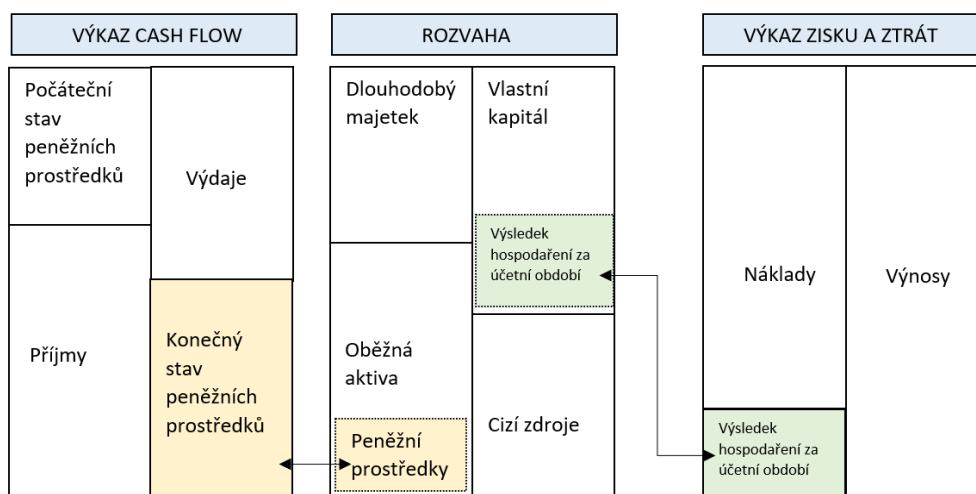 VÝKAZ CASH FLOW
Počáteční
stav
peněžních
prostředků
Výdaje
Příjmy
Konečný
stav
peněžních
prostředků
ROZVAHA
Dlouhodobý
majetek
Vlastní
kapitál
Výsledek
hospodaření za
účetní období
Oběžná
aktiva
Peněžní
prostředky
Cizí zdroje
VÝKAZ ZISKU A ZTRÁT
Náklady
Výnosy
Výsledek
hospodaření za
účetní období